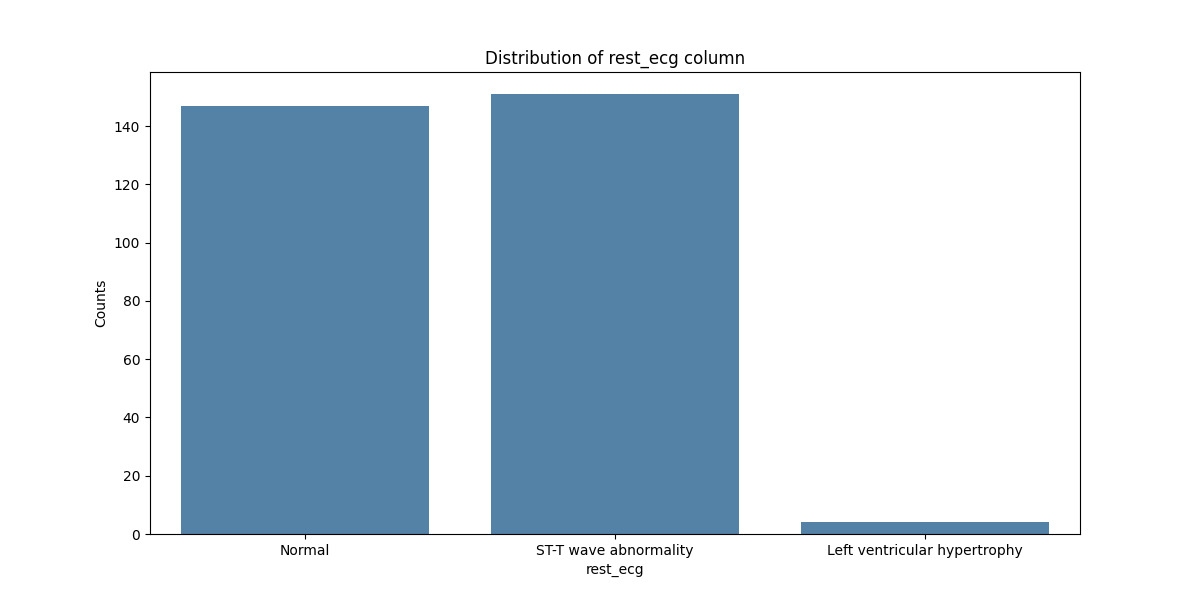 Distribution of rest_ecg column
140
120
100
80
60
40
20
0
Counts
Normal
ST-T wave abnormality
Left ventricular hypertrophy
rest_ecg